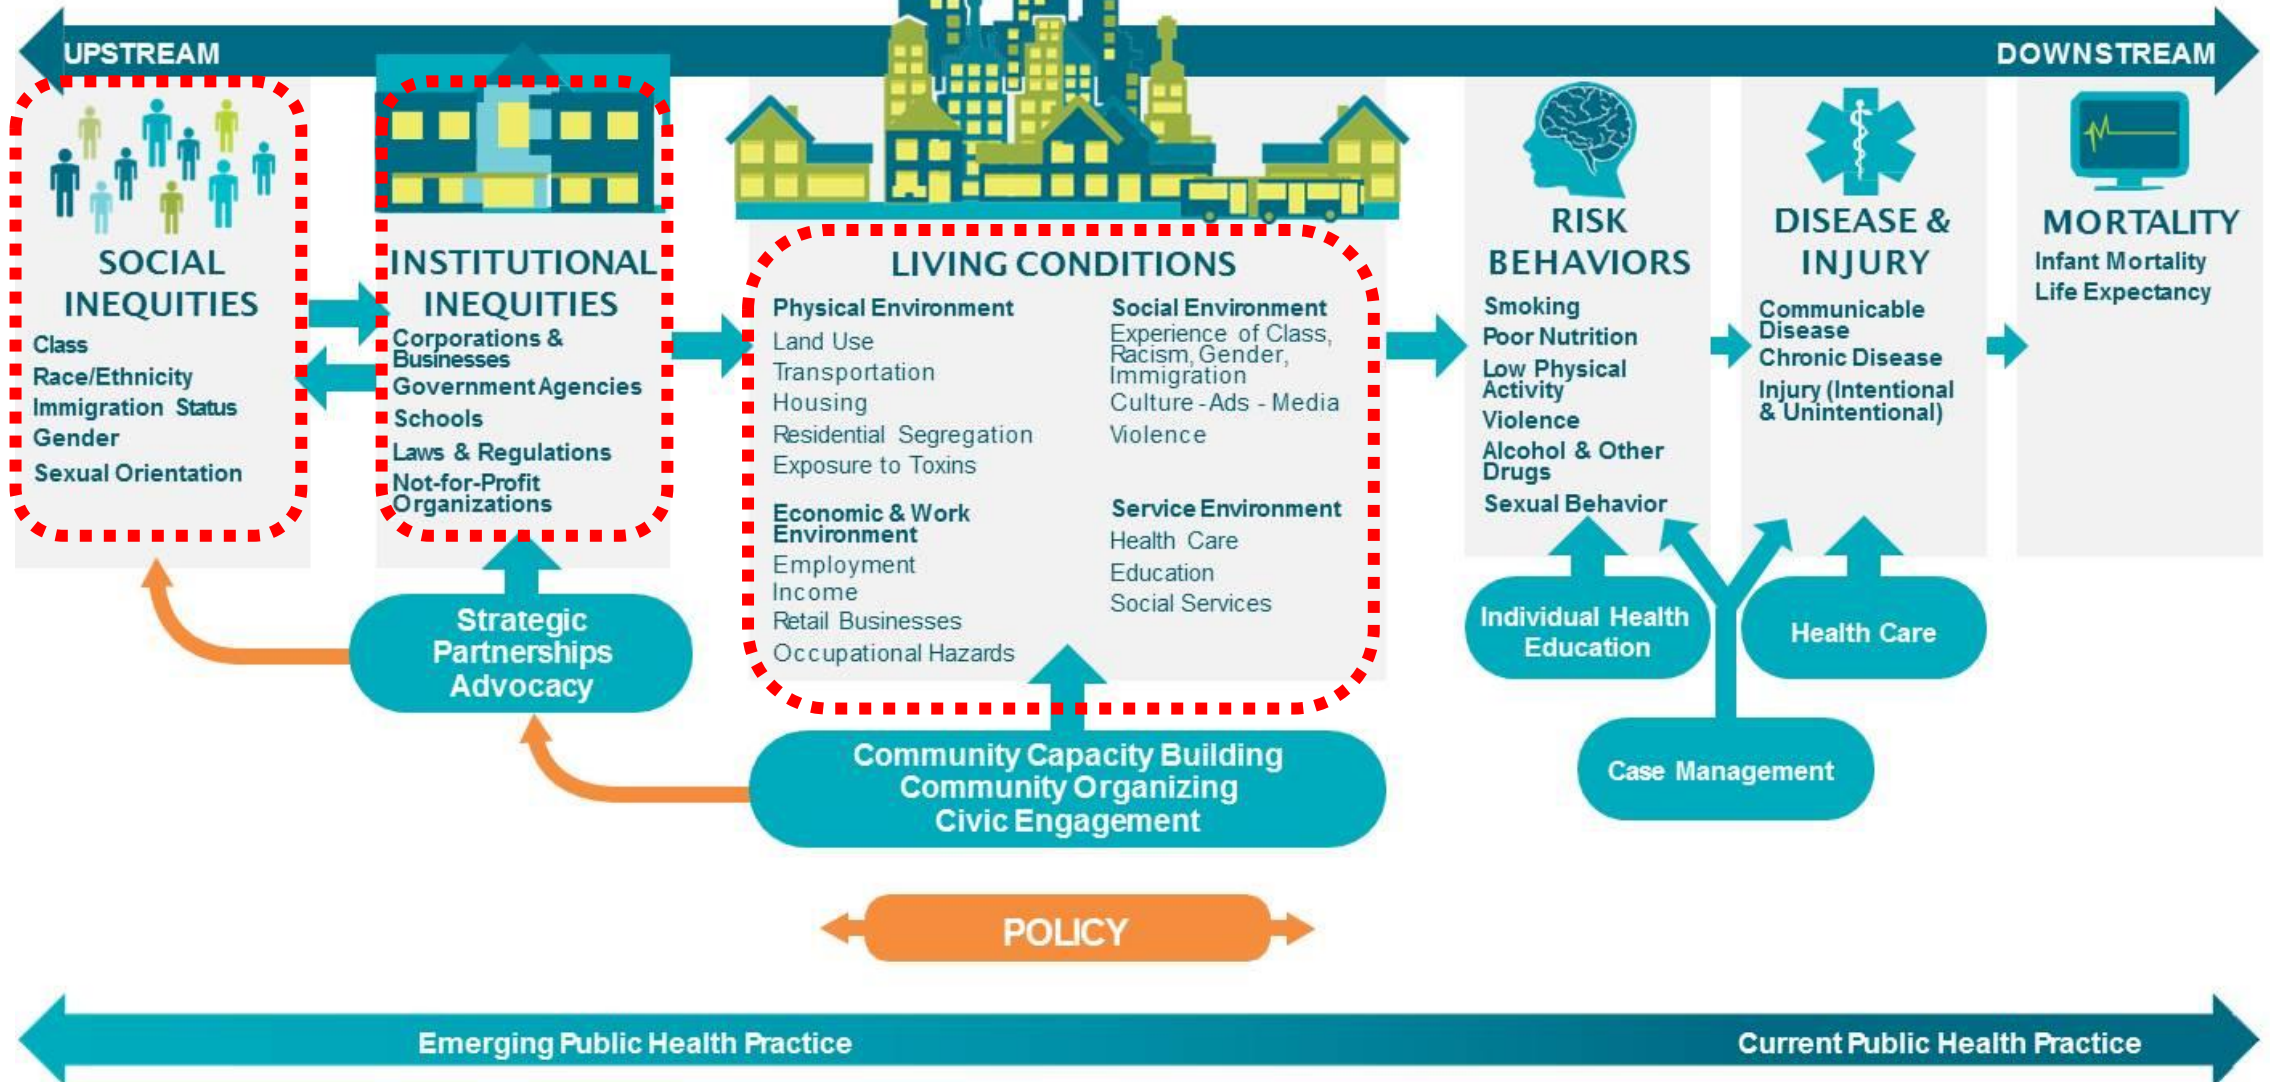 UPSTREAM
DOWNSTREAM
SOCIAL
INEQUITIES
Class
Race/Ethnicity
Immigration Status
Gender
Sexual Orientation
INSTITUTIONAL
INEQUITIES
Corporations &
Businesses
Government Agencies
Schools
Laws & Regulations
Not-for-Profit
Organizations
LIVING CONDITIONS
Physical Environment
Land Use
Transportation
Housing
Residential Segregation
Exposure to Toxins
Economic & Work
Environment
Employment
Income
Retail Businesses
Occupational Hazards
Social Environment
Experience of Class,
Racism, Gender,
Immigration
Culture - Ads - Media
Violence
Service Environment
Health Care
Education
Social Services
RISK
BEHAVIORS
Smoking
Poor Nutrition
Low Physical
Activity
Violence
Alcohol & Other
Drugs
Sexual Behavior
DISEASE &
INJURY
Communicable
Disease
Chronic Disease
Injury (Intentional
& Unintentional)
MORTALITY
Infant Mortality
Life Expectancy
Strategic
Partnerships
Advocacy
Community Capacity Building
Community Organizing
Civic Engagement
Individual Health
Education
Health Care
Case Management
POLICY
Emerging Public Health Practice
Current Public Health Practice